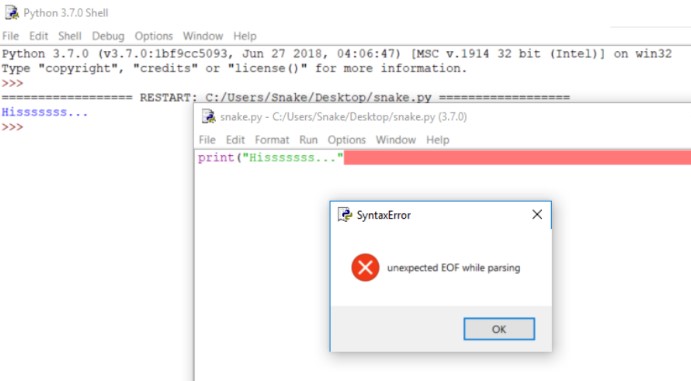 Python 3.7.0 Shell
File Edit Shell Debug Options Window Help
Python 3.7.0 (v3.7.0:1bf9cc5093, Jun 27 2018, 04:06:47) [MSC v.1914 32 bit (Intel)] on win32
Type "copyright", "credits" or "license()" for more information.
>>>
================== RESTART: C:/Users/Snake/Desktop/snake.py ==================
Hisssssss...
>>>
snake.py - C:/Users/Snake/Desktop/snake.py (3.7.0)
File Edit Format Run Options Window Help
print("Hisssssss..."
SyntaxError
unexpected EOF while parsing
OK